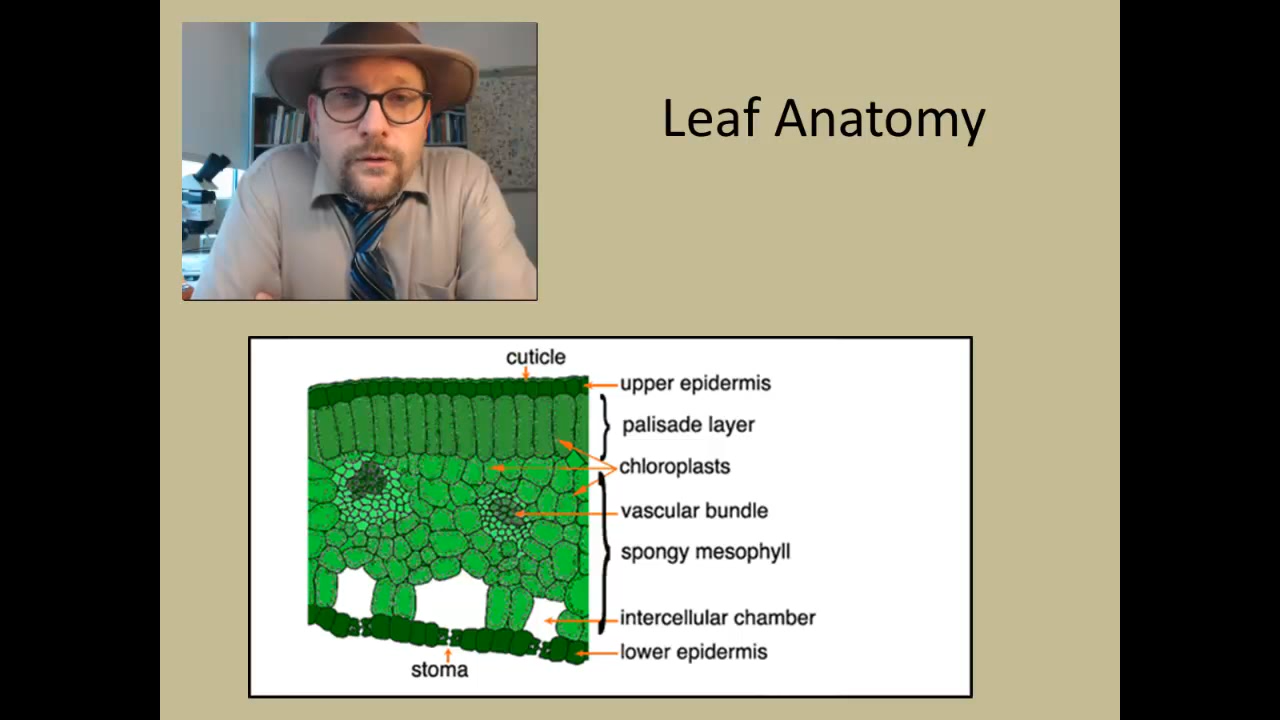 Leaf Anatomy
cuticle
upper epidermis
palisade layer
chloroplasts
vascular bundle
spongy mesophyll
intercellular chamber
lower epidermis
stoma